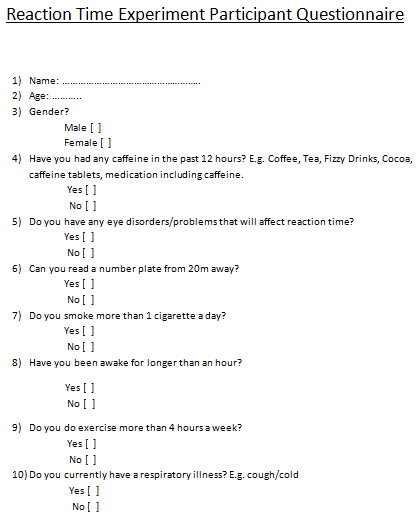 Reaction Time Experiment Participant Questionnaire
1) Name: ................................................
2) Age: ...........
3) Gender?
Male [ ]
Female [ ]
4) Have you had any caffeine in the past 12 hours? E.g. Coffee, Tea, Fizzy Drinks, Cocoa,
caffeine tablets, medication including caffeine.
Yes [ ]
No [ ]
5) Do you have any eye disorders/problems that will affect reaction time?
Yes [ ]
No [ ]
6) Can you read a number plate from 20m away?
Yes [ ]
No [ ]
7) Do you smoke more than 1 cigarette a day?
Yes [ ]
No [ ]
8) Have you been awake for longer than an hour?
Yes [ ]
No [ ]
9) Do you do exercise more than 4 hours a week?
Yes [ ]
No [ ]
10) Do you currently have a respiratory illness? E.g. cough/cold
Yes [ ]
No [ ]